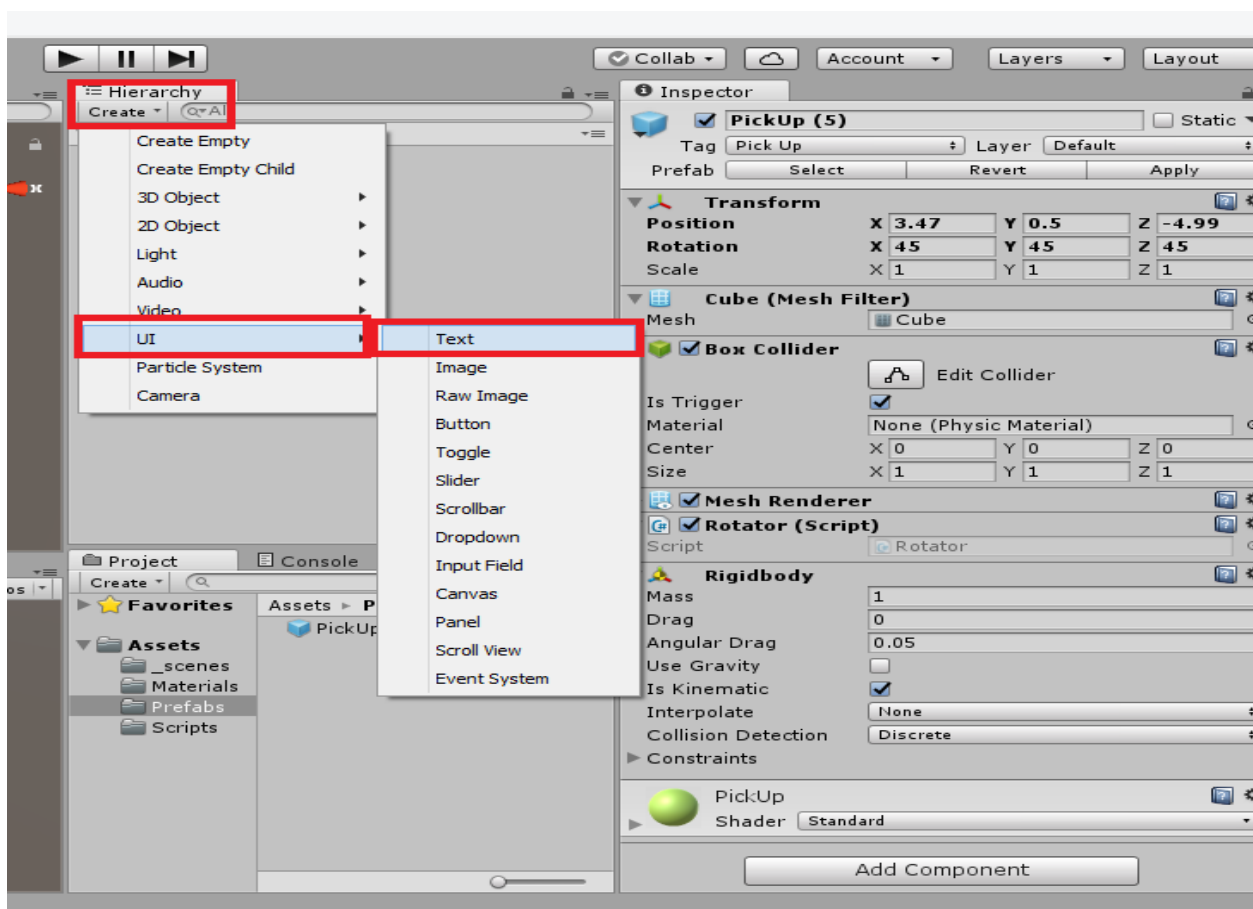 Collab Account Layers Layout
Hierarchy
Create All
Create Empty
Create Empty Child
3D Object
2D Object
Light
Audio
Video
UI
Particle System
Camera
Text
Image
Raw Image
Button
Toggle
Slider
Scrollbar
Dropdown
Input Field
Canvas
Panel
Scroll View
Event System
Project Console
Create
Favorites
Assets
_scenes
Materials
Prefabs
Scripts
Assets ▸ P
PickUp
Inspector
PickUp (5) Static
Tag Pick Up Layer Default
Prefab Select Revert Apply
Transform
Position X 3.47 Y 0.5 Z -4.99
Rotation X 45 Y 45 Z 45
Scale X 1 Y 1 Z 1
Cube (Mesh Filter)
Mesh Cube
Box Collider
Edit Collider
Is Trigger
Material None (Physic Material)
Center X 0 Y 0 Z 0
Size X 1 Y 1 Z 1
Mesh Renderer
Rotator (Script)
Script Rotator
Rigidbody
Mass 1
Drag 0
Angular Drag 0.05
Use Gravity
Is Kinematic
Interpolate None
Collision Detection Discrete
Constraints
PickUp
Shader Standard
Add Component